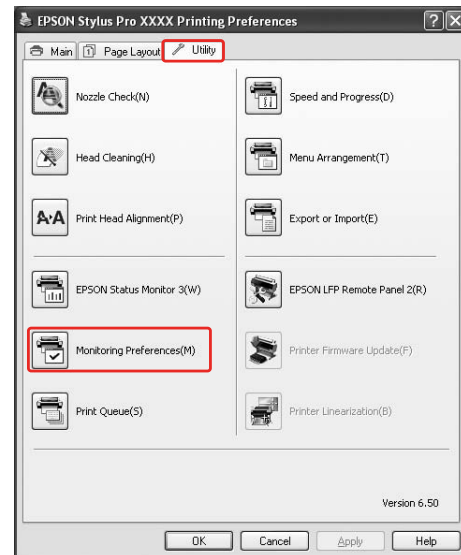 EPSON Stylus Pro XXXX Printing Preferences
Main
Page Layout
Utility
Nozzle Check(N)
Speed and Progress(D)
Head Cleaning(H)
Menu Arrangement(T)
Print Head Alignment(P)
Export or Import(E)
EPSON Status Monitor 3(W)
EPSON LFP Remote Panel 2(R)
Monitoring Preferences(M)
Printer Firmware Update(F)
Print Queue(S)
Printer Linearization(B)
Version 6.50
OK
Cancel
Apply
Help